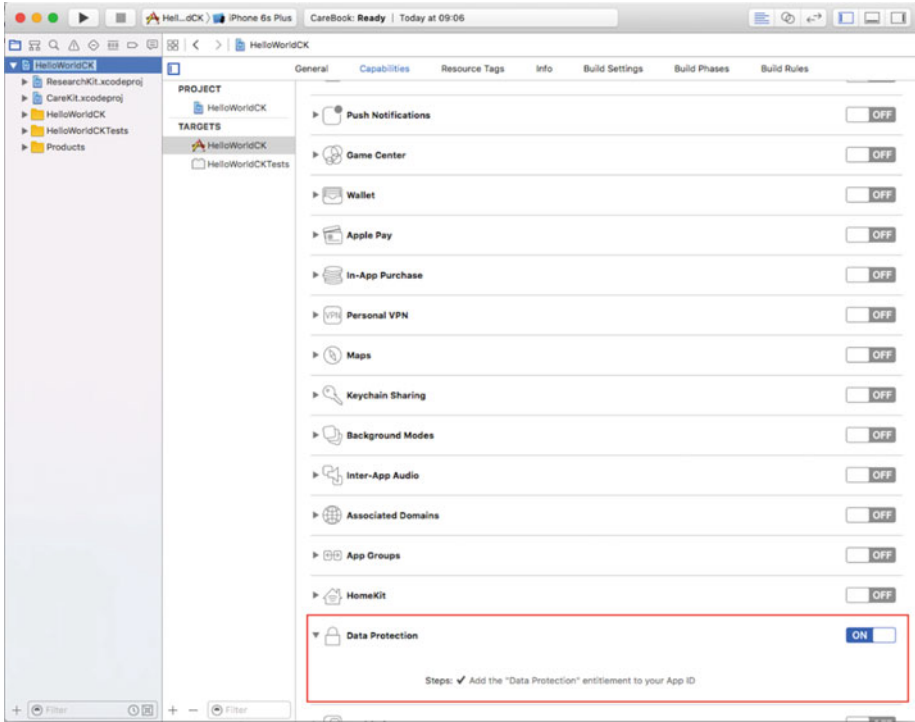 Hell...dCK
iPhone 6s Plus
CareBook: Ready | Today at 09:06
HelloWorldCK
HelloWorldCK
ResearchKit.xcodeproj
CareKit.xcodeproj
HelloWorldCK
HelloWorldCKTests
Products
General Capabilities Resource Tags Info Build Settings Build Phases Build Rules
PROJECT
HelloWorldCK
TARGETS
HelloWorldCK
HelloWorldCKTests
Push Notifications OFF
Game Center OFF
Wallet OFF
Apple Pay OFF
In-App Purchase OFF
VPN Personal VPN OFF
Maps OFF
Keychain Sharing OFF
Background Modes OFF
Inter-App Audio OFF
Associated Domains OFF
App Groups OFF
HomeKit OFF
Data Protection ON
Steps: ✔ Add the "Data Protection" entitlement to your App ID
+ Filter
+ − Filter